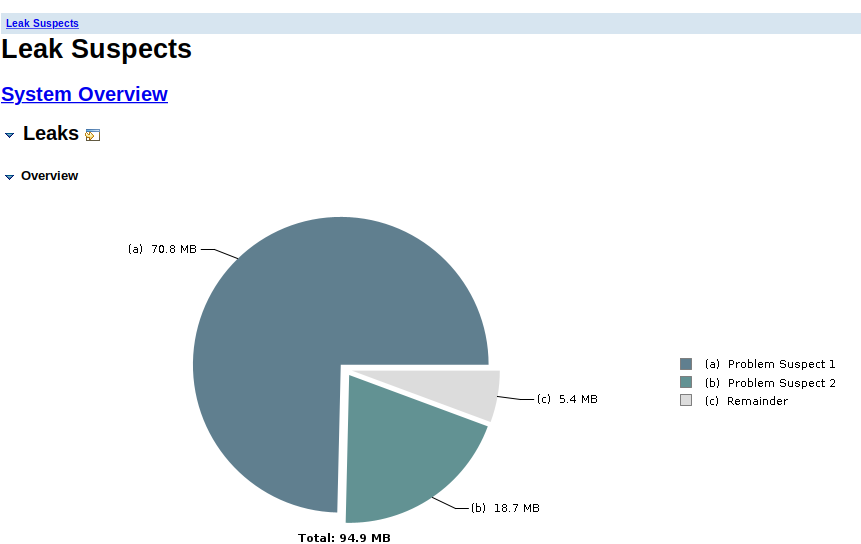 Leak Suspects
Leak Suspects
System Overview
Leaks
Overview
(a) 70.8 MB
(a) Problem Suspect 1
(b) Problem Suspect 2
(c) Remainder
(c) 5.4 MB
(b) 18.7 MB
Total: 94.9 MB